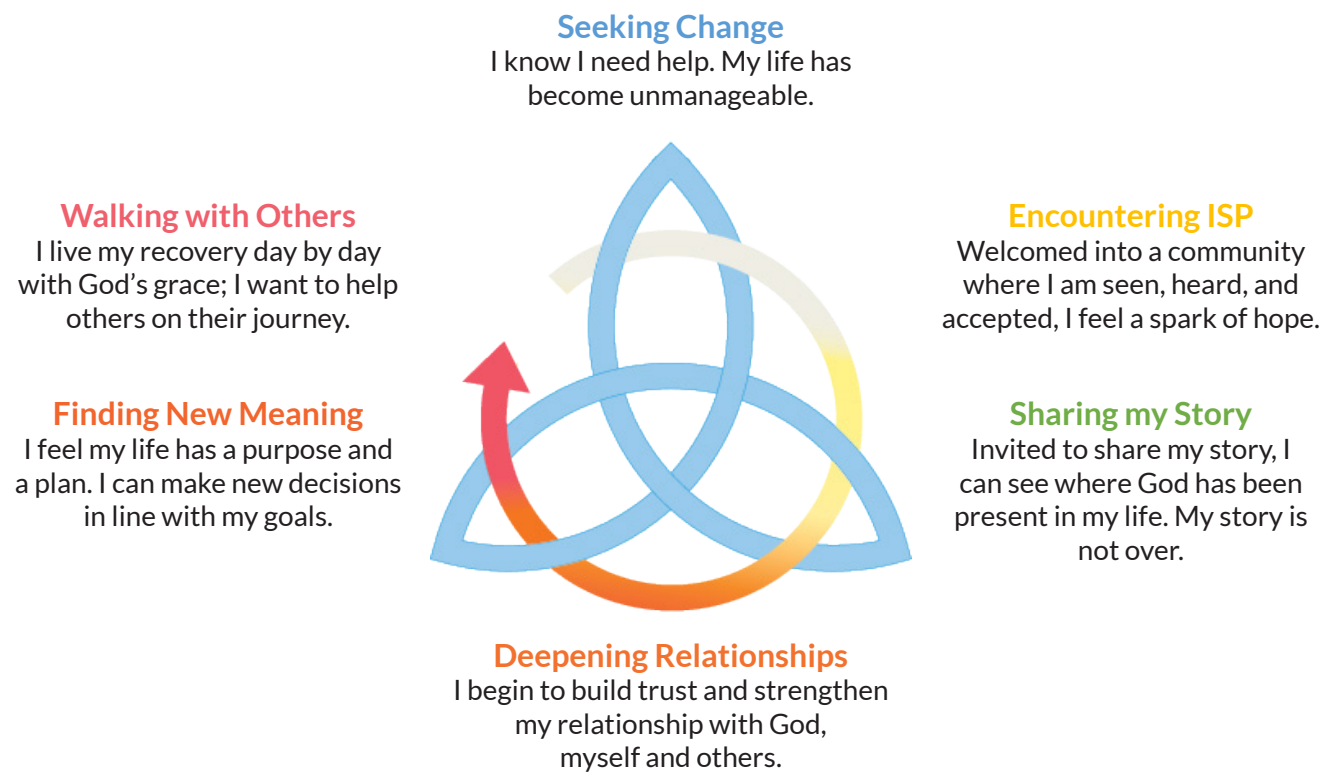 Seeking Change
I know I need help. My life has
become unmanageable.
Encountering ISP
Welcomed into a community
where I am seen, heard, and
accepted, I feel a spark of hope.
Sharing my Story
Invited to share my story, I
can see where God has been
present in my life. My story is
not over.
Deepening Relationships
I begin to build trust and strengthen
my relationship with God,
myself and others.
Finding New Meaning
I feel my life has a purpose and
a plan. I can make new decisions
in line with my goals.
Walking with Others
I live my recovery day by day
with God’s grace; I want to help
others on their journey.